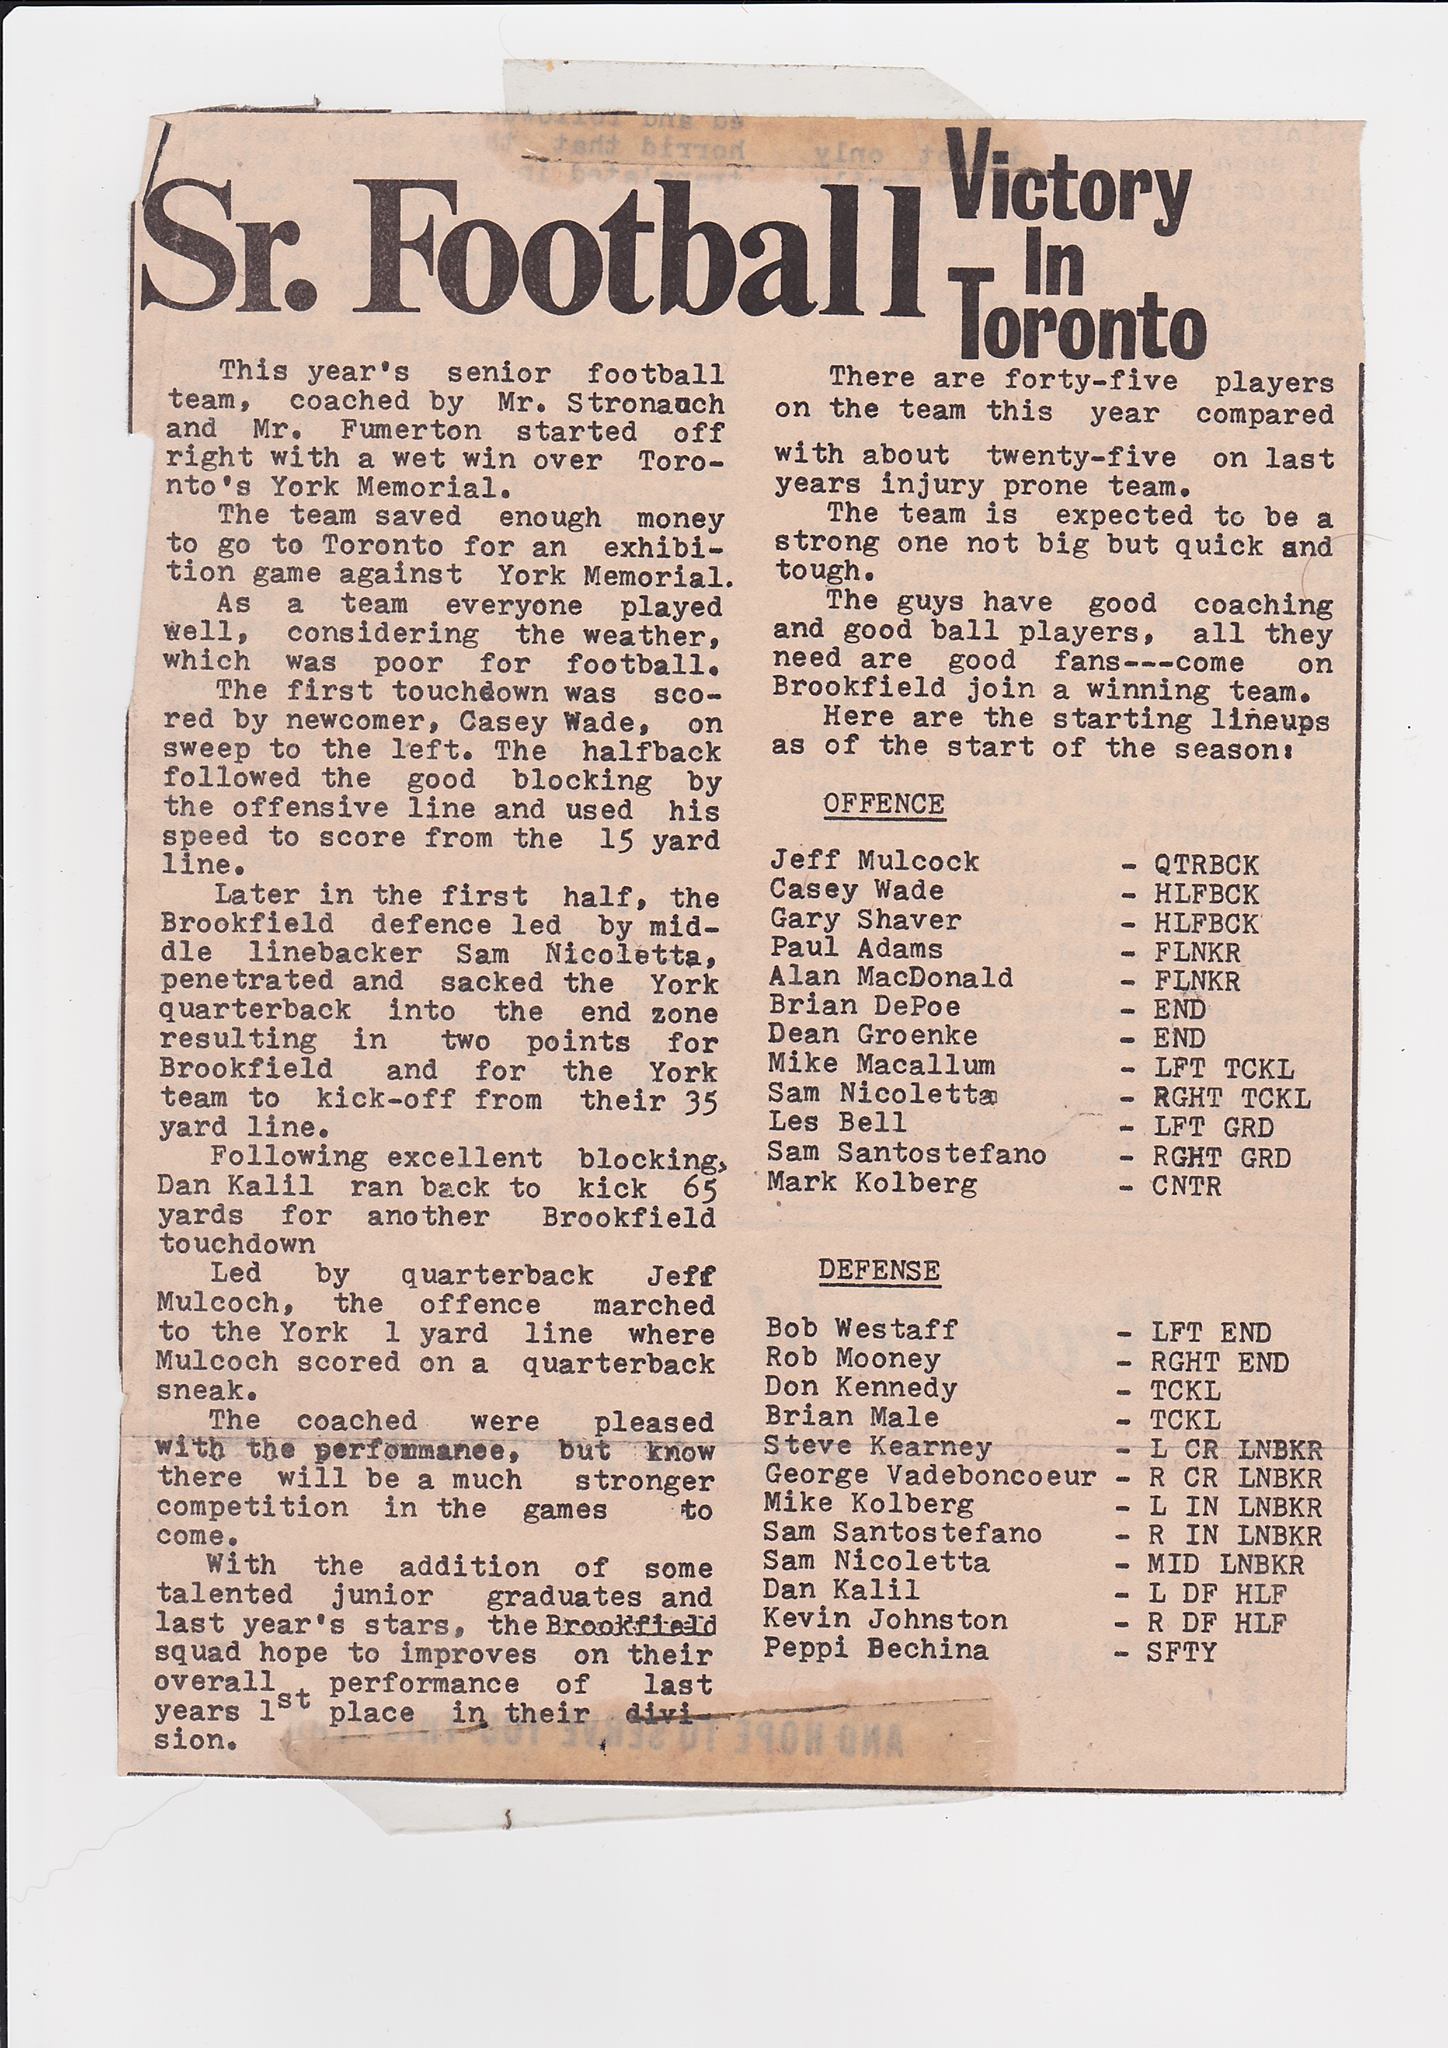 Sr. Football
Victory
In
Toronto
This year's senior football
team, coached by Mr. Stronauch
and Mr. Fumerton started off
right with a wet win over Toro-
nto's York Memorial.
The team saved enough money
to go to Toronto for an exhibi-
tion game against York Memorial.
As a team everyone played
well, considering the weather,
which was poor for football.
The first touchdown was sco-
red by newcomer, Casey Wade, on
sweep to the left. The halfback
followed the good blocking by
the offensive line and used his
speed to score from the 15 yard
line.
Later in the first half, the
Brookfield defence led by mid-
dle linebacker Sam Nicoletta,
penetrated and sacked the York
quarterback into the end zone
resulting in two points for
Brookfield and for the York
team to kick-off from their 35
yard line.
Following excellent blocking,
Dan Kalil ran back to kick 65
yards for another Brookfield
touchdown
Led by quarterback Jeff
Mulcoch, the offence marched
to the York 1 yard line where
Mulcoch scored on a quarterback
sneak.
The coached were pleased
with the perfommance, but know
there will be a much stronger
competition in the games to
come.
With the addition of some
talented junior graduates and
last year's stars, the Brookfield
squad hope to improves on their
overall performance of last
years 1st place in their divi-
sion.
There are forty-five players
on the team this year compared
with about twenty-five on last
years injury prone team.
The team is expected to be a
strong one not big but quick and
tough.
The guys have good coaching
and good ball players, all they
need are good fans---come on
Brookfield join a winning team.
Here are the starting lineups
as of the start of the season:
OFFENCE
Jeff Mulcock - QTRBCK
Casey Wade - HLFBCK
Gary Shaver - HLFBCK
Paul Adams - FLNKR
Alan MacDonald - FLNKR
Brian DePoe - END
Dean Groenke - END
Mike Macallum - LFT TCKL
Sam Nicoletta - RGHT TCKL
Les Bell - LFT GRD
Sam Santostefano - RGHT GRD
Mark Kolberg - CNTR
DEFENSE
Bob Westaff - LFT END
Rob Mooney - RGHT END
Don Kennedy - TCKL
Brian Male - TCKL
Steve Kearney - L CR LNBKR
George Vadeboncoeur - R CR LNBKR
Mike Kolberg - L IN LNBKR
Sam Santostefano - R IN LNBKR
Sam Nicoletta - MID LNBKR
Dan Kalil - L DF HLF
Kevin Johnston - R DF HLF
Peppi Bechina - SFTY